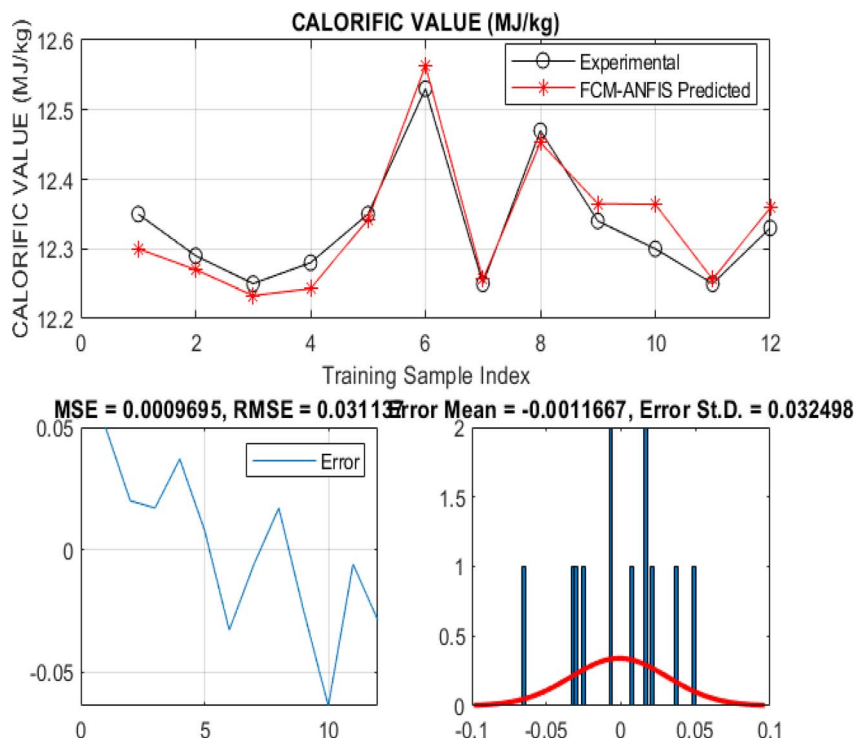 CALORIFIC VALUE (MJ/kg)
CALORIFIC VALUE (MJ/kg)
12.6
12.5
12.4
12.3
12.2
Experimental
FCM-ANFIS Predicted
0 2 4 6 8 10 12
Training Sample Index
MSE = 0.0009695, RMSE = 0.031137
Error Mean = -0.0011667, Error St.D. = 0.032498
0.05
0
-0.05
Error
0 5 10
2
1.5
1
0.5
0
-0.1 -0.05 0 0.05 0.1